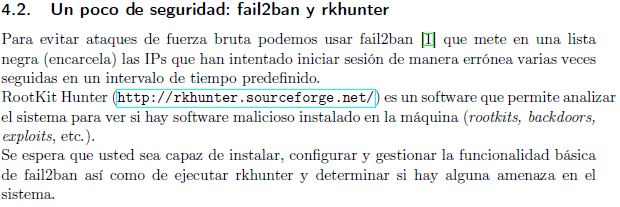 4.2. Un poco de seguridad: fail2ban y rkhunter
Para evitar ataques de fuerza bruta podemos usar fail2ban [1] que mete en una lista
negra (encarcela) las IPs que han intentado iniciar sesión de manera errónea varias veces
seguidas en un intervalo de tiempo predefinido.
RootKit Hunter (http://rkhunter.sourceforge.net/) es un software que permite analizar
el sistema para ver si hay software malicioso instalado en la máquina (rootkits, backdoors,
exploits, etc.).
Se espera que usted sea capaz de instalar, configurar y gestionar la funcionalidad básica
de fail2ban así como de ejecutar rkhunter y determinar si hay alguna amenaza en el
sistema.